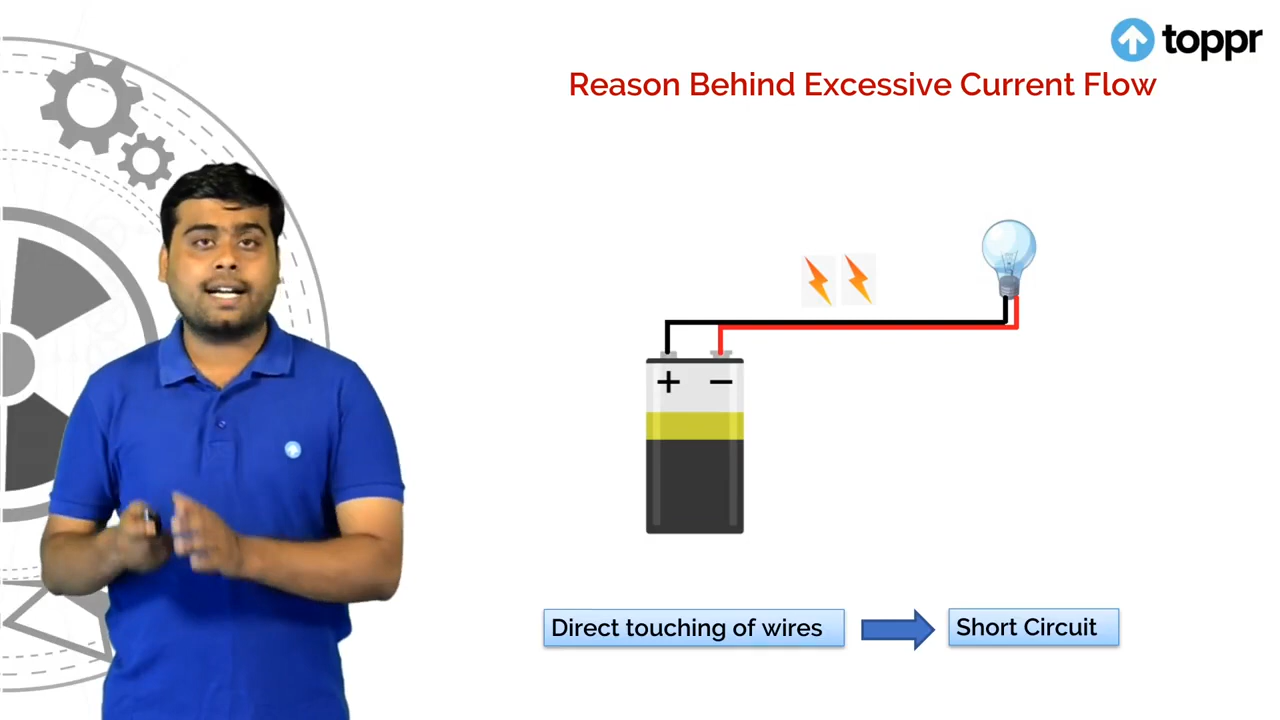 toppr
Reason Behind Excessive Current Flow
+ −
Direct touching of wires
Short Circuit